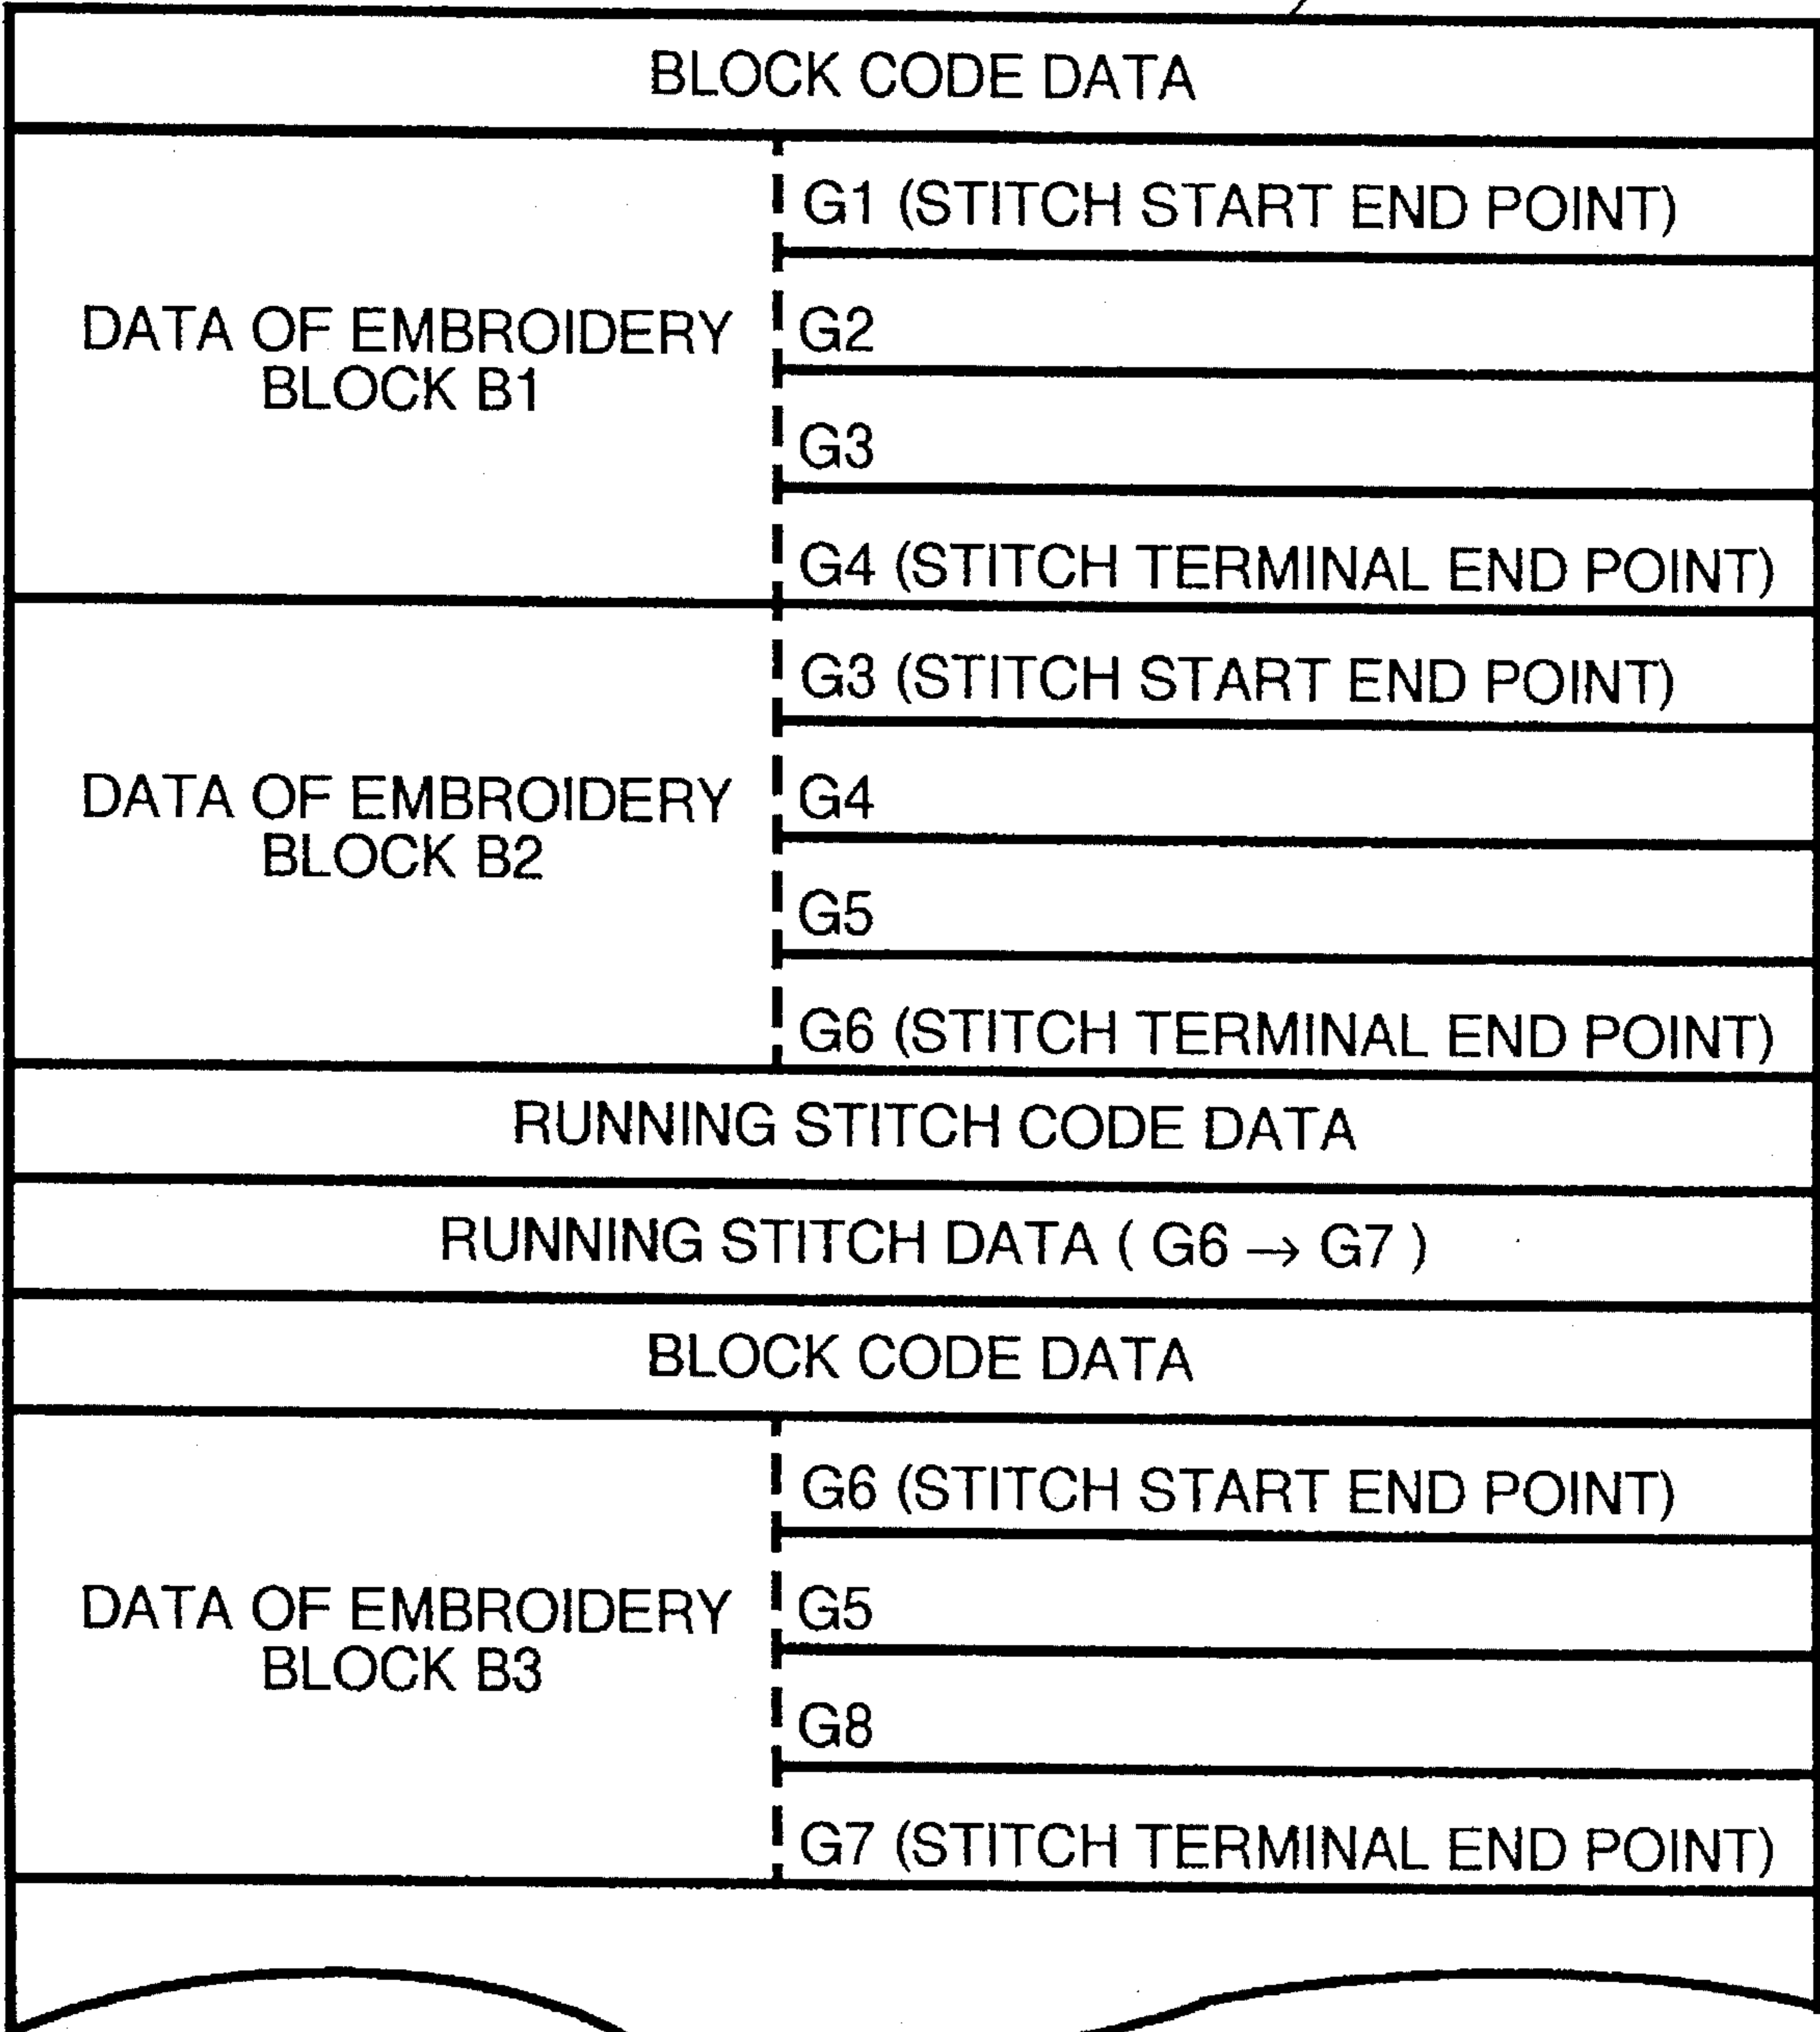 BLOCK CODE DATA
DATA OF EMBROIDERY
BLOCK B1
G1 (STITCH START END POINT)
G2
G3
G4 (STITCH TERMINAL END POINT)
DATA OF EMBROIDERY
BLOCK B2
G3 (STITCH START END POINT)
G4
G5
G6 (STITCH TERMINAL END POINT)
RUNNING STITCH CODE DATA
RUNNING STITCH DATA ( G6 → G7 )
BLOCK CODE DATA
DATA OF EMBROIDERY
BLOCK B3
G6 (STITCH START END POINT)
G5
G8
G7 (STITCH TERMINAL END POINT)